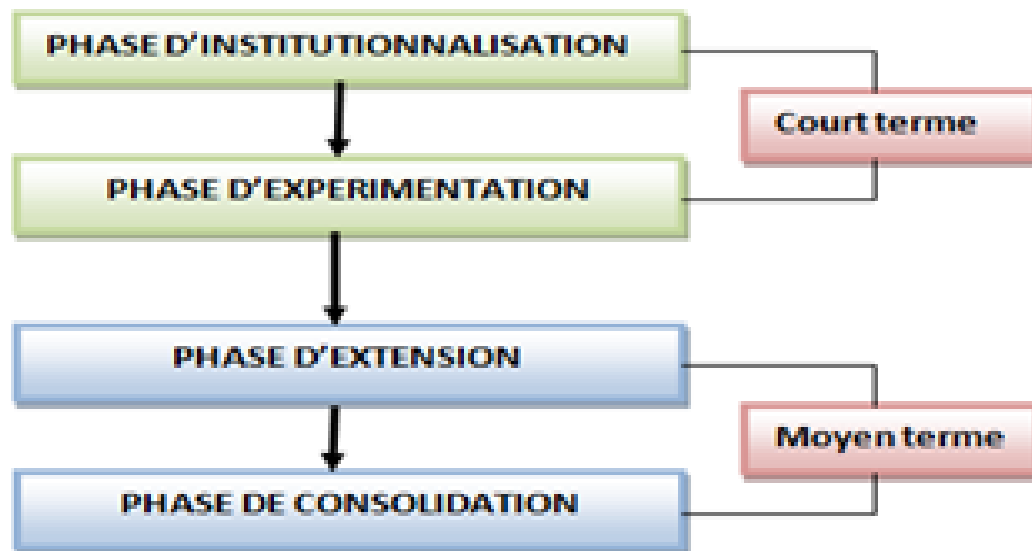 PHASE D'INSTITUTIONNALISATION
Court terme
PHASE D'EXPERIMENTATION
PHASE D'EXTENSION
Moyen terme
PHASE DE CONSOLIDATION